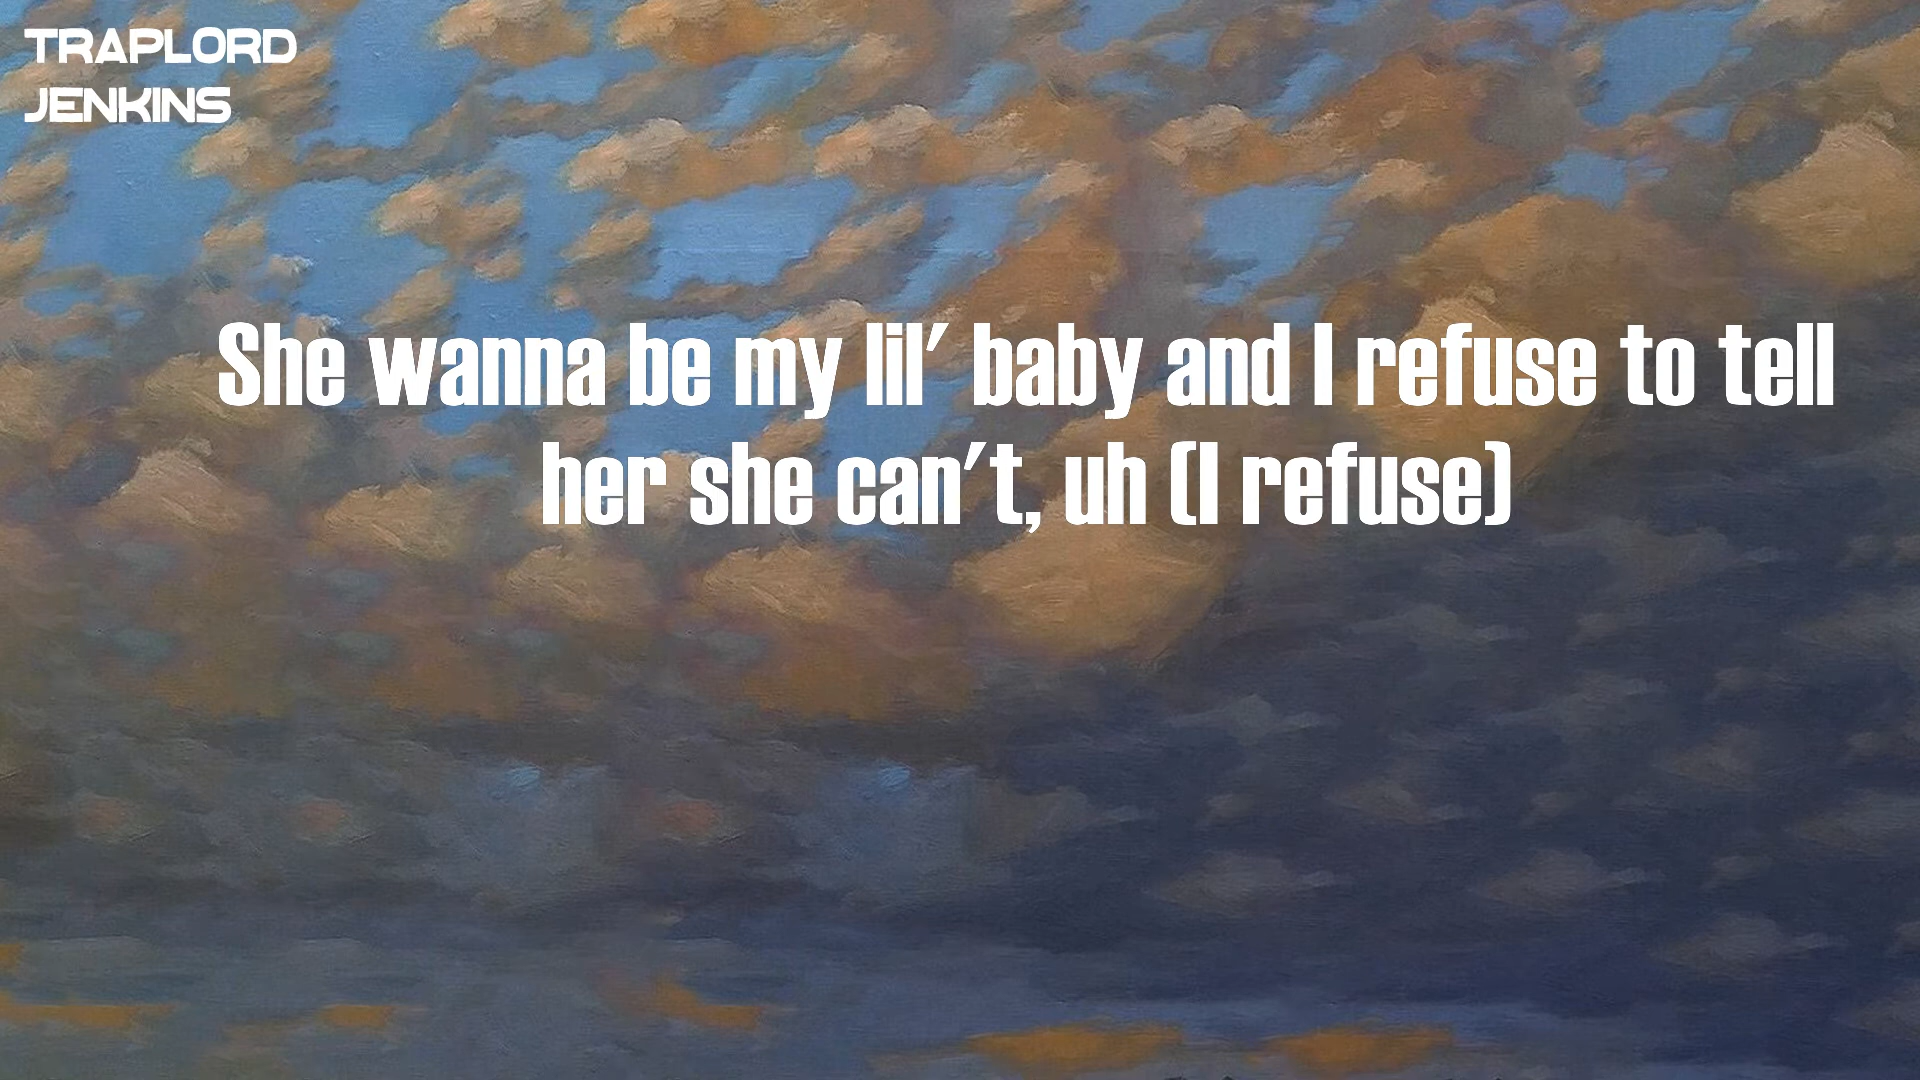 TRAPLORD
JENKINS
She wanna be my lil' baby and I refuse to tell
her she can't, uh (I refuse)